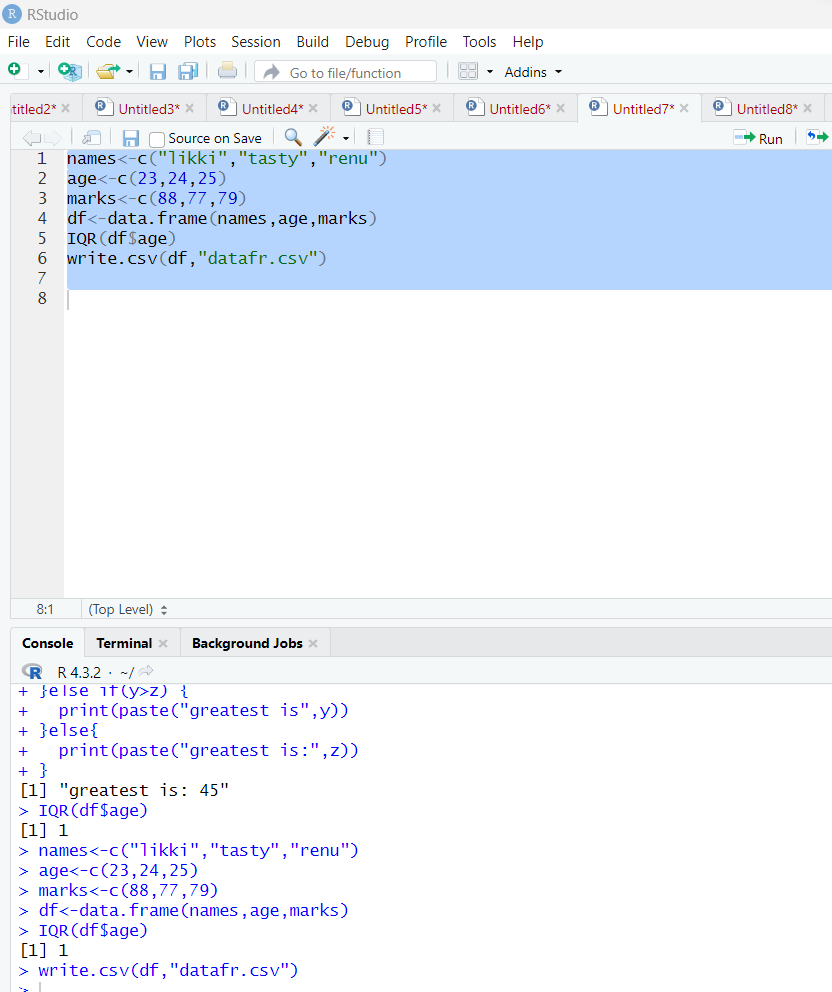 RStudio
File Edit Code View Plots Session Build Debug Profile Tools Help
Go to file/function Addins
titled2* Untitled3* Untitled4* Untitled5* Untitled6* Untitled7* Untitled8*
Source on Save Run
1 names<-c("likki","tasty","renu")
2 age<-c(23,24,25)
3 marks<-c(88,77,79)
4 df<-data.frame(names,age,marks)
5 IQR(df$age)
6 write.csv(df,"datafr.csv")
7
8
8:1 (Top Level)
Console Terminal Background Jobs
R 4.3.2 · ~/
+ }else if(y>z) {
+   print(paste("greatest is",y))
+ }else{
+   print(paste("greatest is:",z))
+ }
[1] "greatest is: 45"
> IQR(df$age)
[1] 1
> names<-c("likki","tasty","renu")
> age<-c(23,24,25)
> marks<-c(88,77,79)
> df<-data.frame(names,age,marks)
> IQR(df$age)
[1] 1
> write.csv(df,"datafr.csv")
>